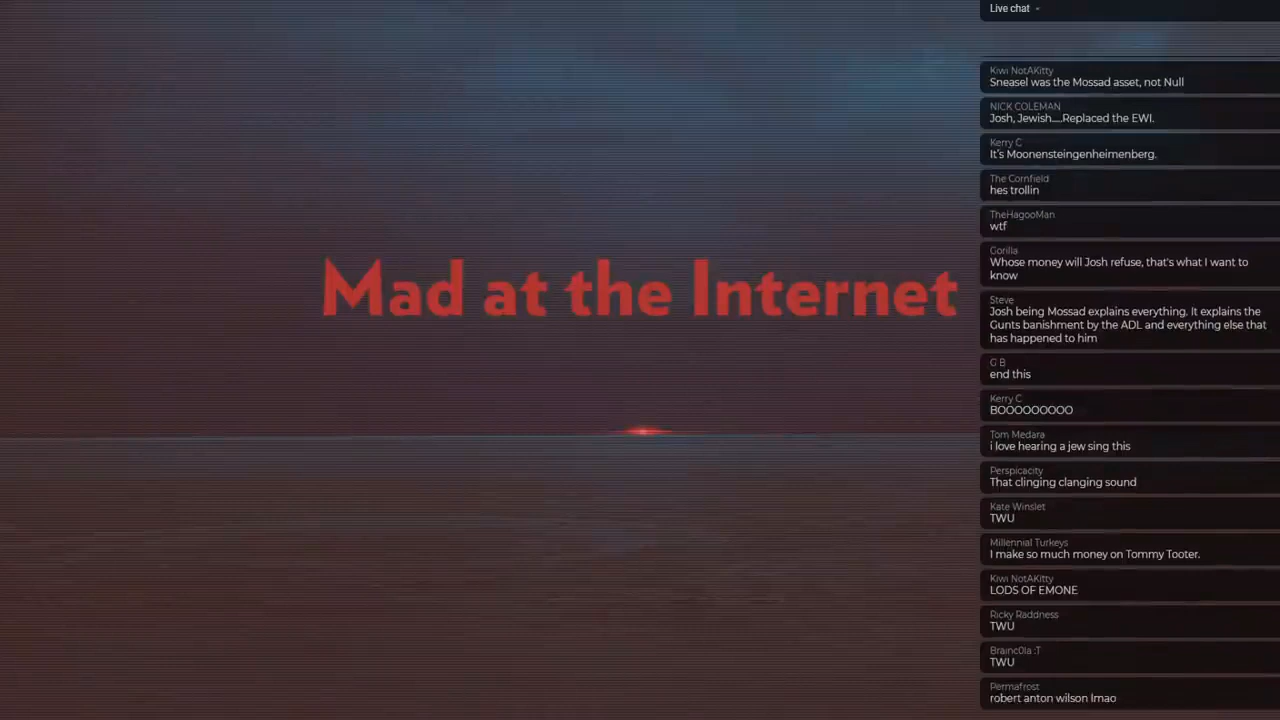 Live chat
Kiwi NotAKitty
Sneasel was the Mossad asset, not Null
NICK COLEMAN
Josh, Jewish.....Replaced the EWI.
Kerry C
It's Moonensteingenheimenberg.
The Cornfield
hes trollin
TheHagooMan
wtf
Gorilla
Whose money will Josh refuse, that's what I want to
know
Steve
Josh being Mossad explains everything. It explains the
Gunts banishment by the ADL and everything else that
has happened to him
G B
end this
Kerry C
BOOOOOOOOO
Tom Medara
i love hearing a jew sing this
Perspicacity
That clinging clanging sound
Kate Winslet
TWU
Millennial Turkeys
I make so much money on Tommy Tooter.
Kiwi NotAKitty
LODS OF EMONE
Ricky Raddness
TWU
Brainc0la :T
TWU
Permafrost
robert anton wilson lmao
Mad at the Internet